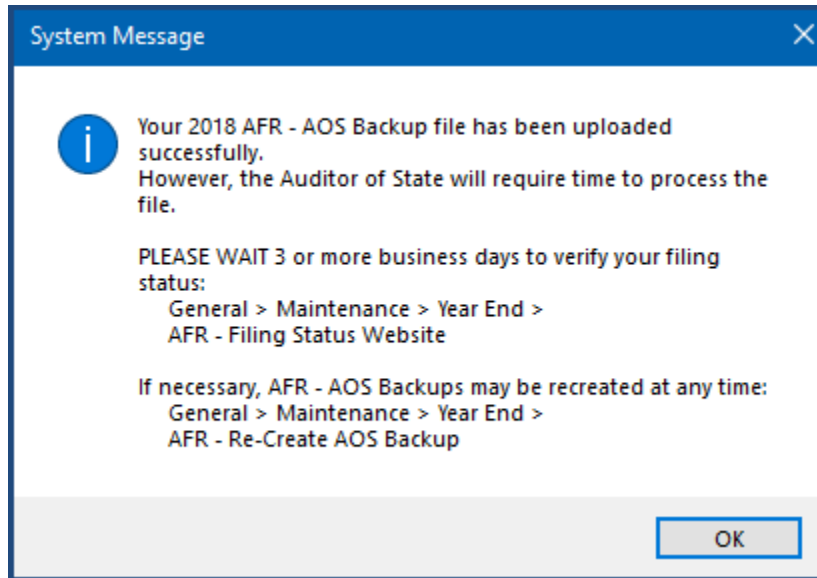 System Message
Your 2018 AFR - AOS Backup file has been uploaded
successfully.
However, the Auditor of State will require time to process the
file.
PLEASE WAIT 3 or more business days to verify your filing
status:
General > Maintenance > Year End >
AFR - Filing Status Website
If necessary, AFR - AOS Backups may be recreated at any time:
General > Maintenance > Year End >
AFR - Re-Create AOS Backup
OK